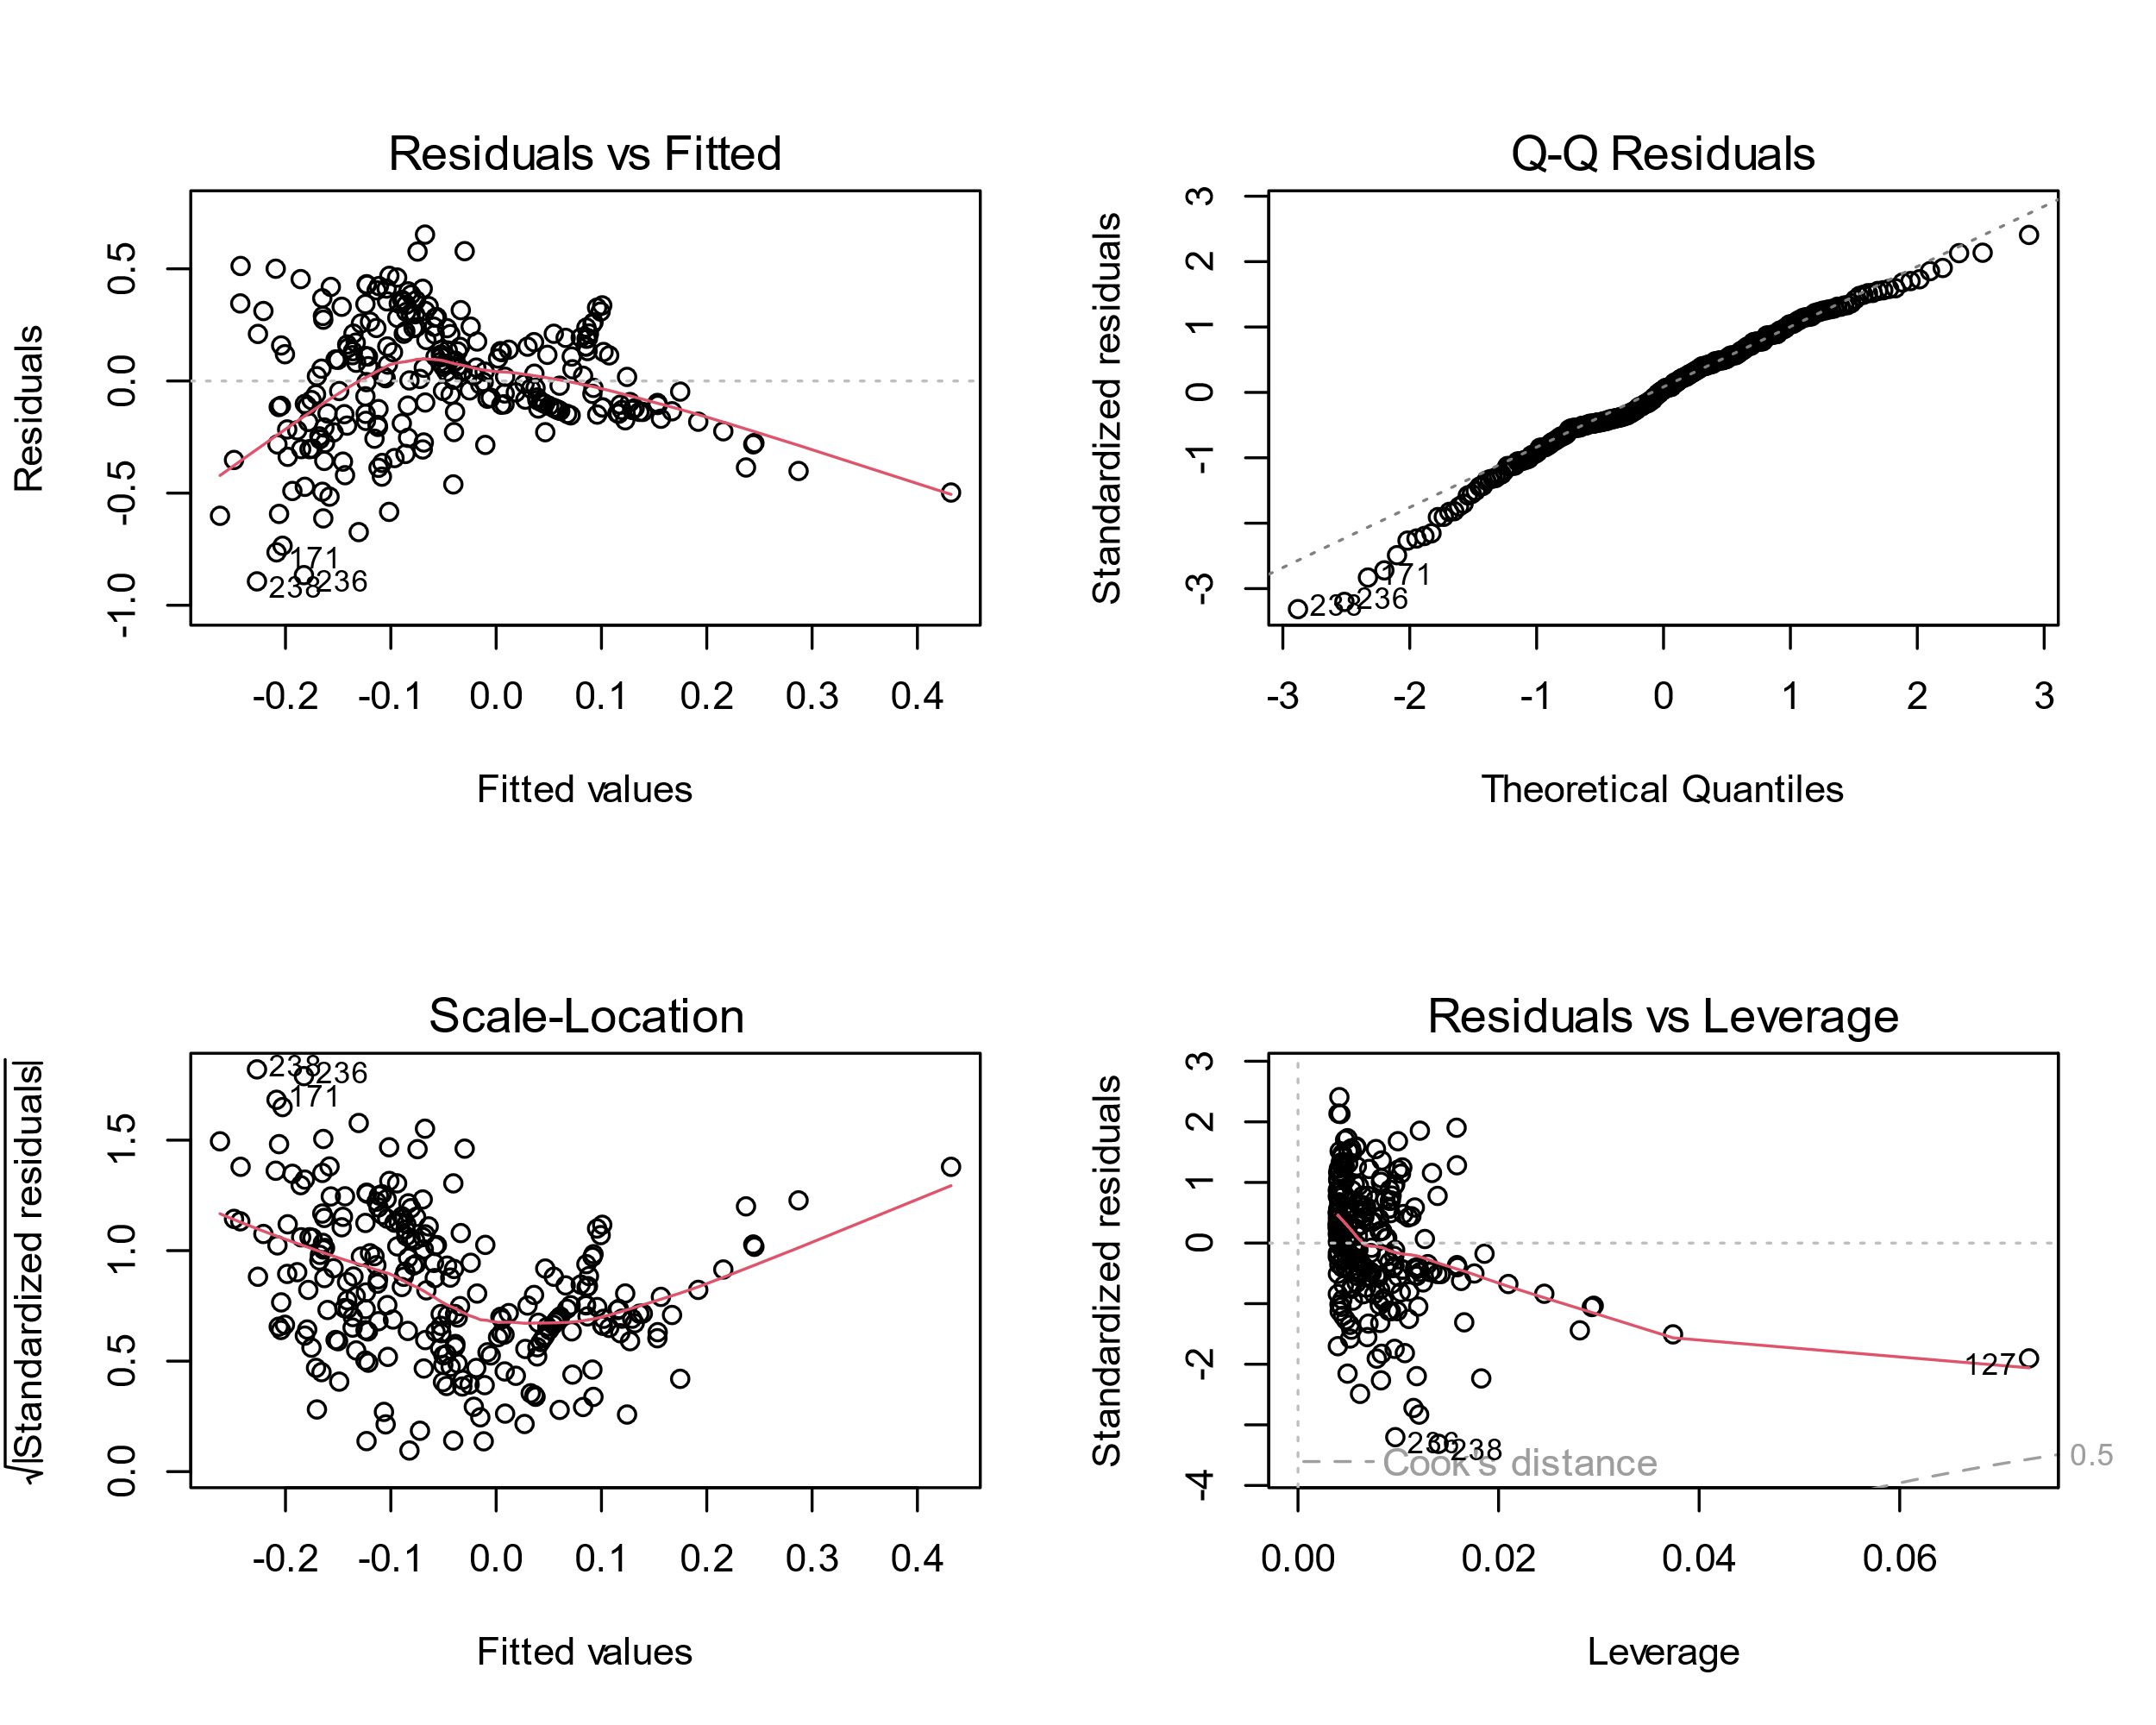 Residuals vs Fitted
Residuals
0.5
0.0
-0.5
-1.0
171
238
236
-0.2 -0.1 0.0 0.1 0.2 0.3 0.4
Fitted values
Q-Q Residuals
Standardized residuals
3
2
1
0
-1
-3
171
236
238
-3 -2 -1 0 1 2 3
Theoretical Quantiles
Scale-Location
√|Standardized residuals|
1.5
1.0
0.5
0.0
238
236
171
-0.2 -0.1 0.0 0.1 0.2 0.3 0.4
Fitted values
Residuals vs Leverage
Standardized residuals
3
2
1
0
-2
-4
127
236
238
Cook's distance
0.5
0.00 0.02 0.04 0.06
Leverage